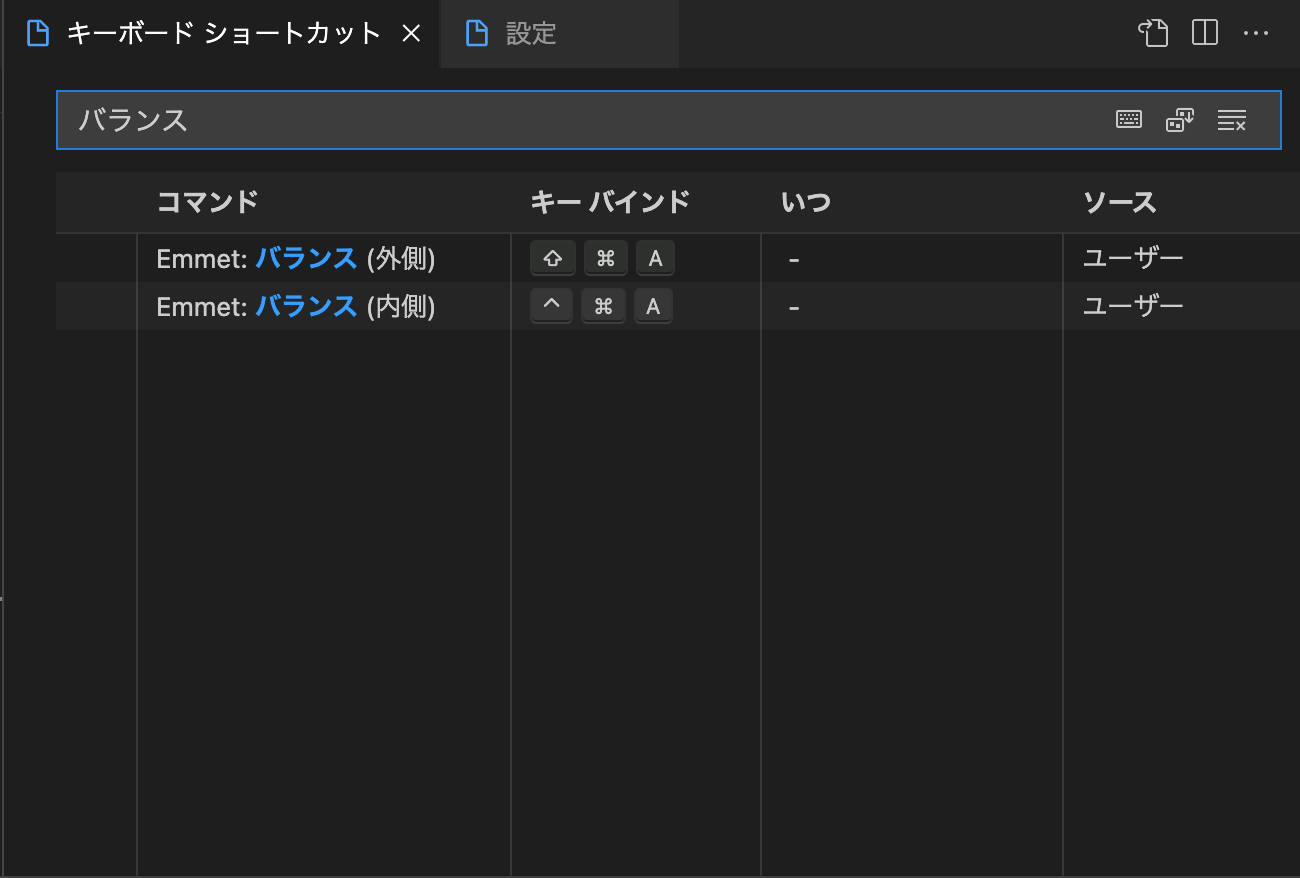 キーボード ショートカット 設定
バランス
コマンド キー バインド いつ ソース
Emmet: バランス (外側) ⇧ ⌘ A - ユーザー
Emmet: バランス (内側) ^ ⌘ A - ユーザー